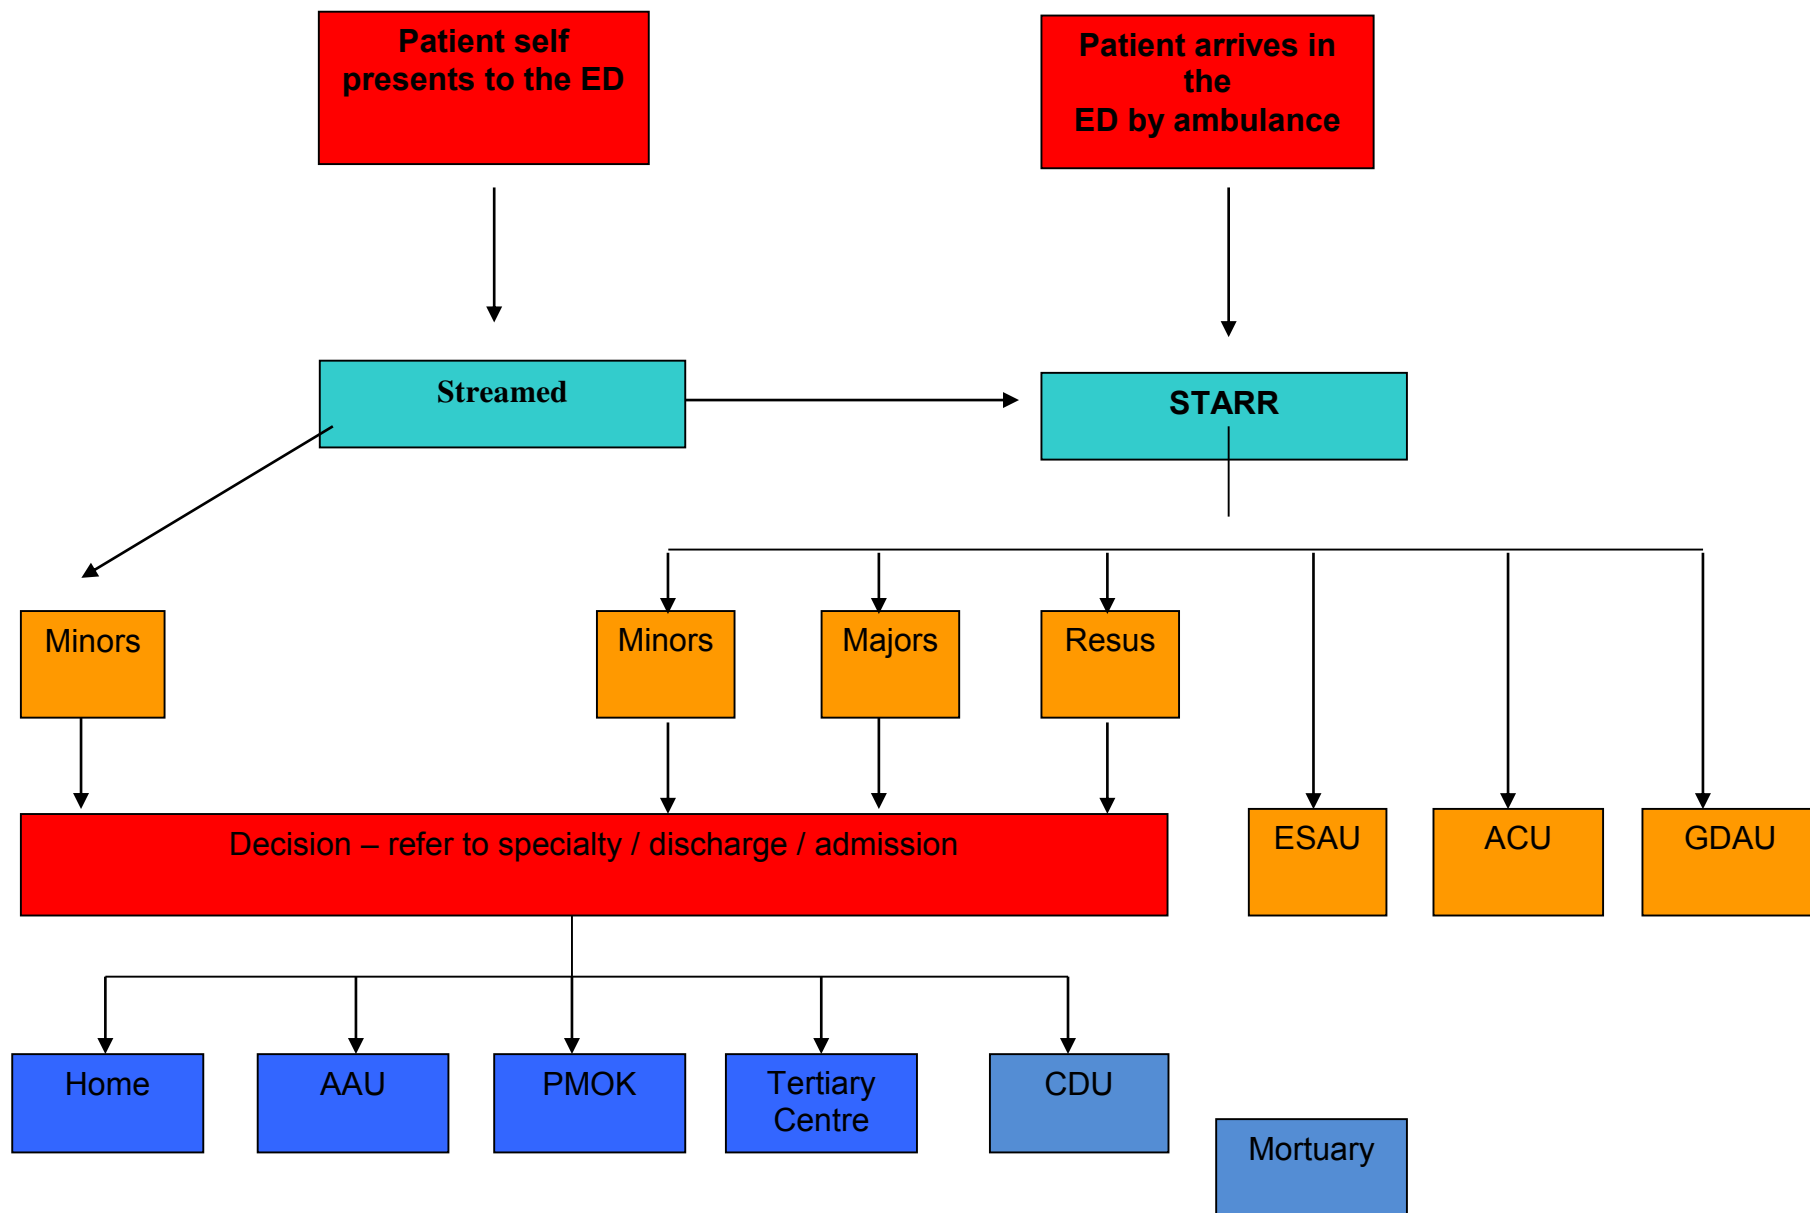 Patient self
presents to the ED
Patient arrives in
the
ED by ambulance
Streamed
STARR
Minors
Minors
Majors
Resus
Decision – refer to specialty / discharge / admission
ESAU
ACU
GDAU
Home
AAU
PMOK
Tertiary
Centre
CDU
Mortuary